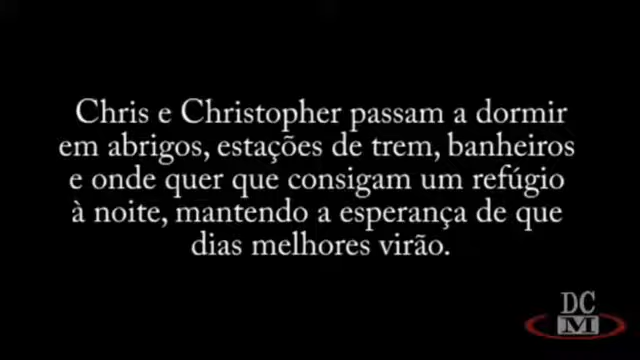 Chris e Christopher passam a dormir
em abrigos, estações de trem, banheiros
e onde quer que consigam um refúgio
à noite, mantendo a esperança de que
dias melhores virão.
DC
M